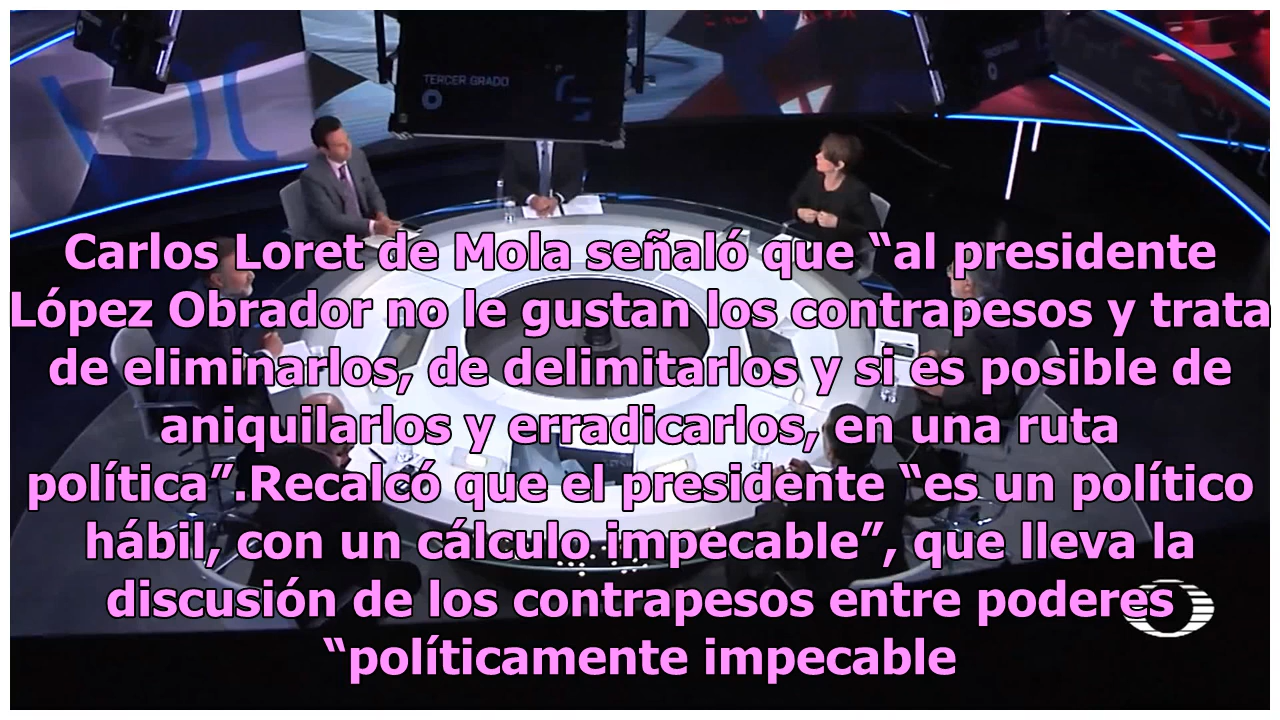 TERCER GRADO
Carlos Loret de Mola señaló que “al presidente
López Obrador no le gustan los contrapesos y trata
de eliminarlos, de delimitarlos y si es posible de
aniquilarlos y erradicarlos, en una ruta
política”.Recalcó que el presidente “es un político
hábil, con un cálculo impecable”, que lleva la
discusión de los contrapesos entre poderes
“políticamente impecable